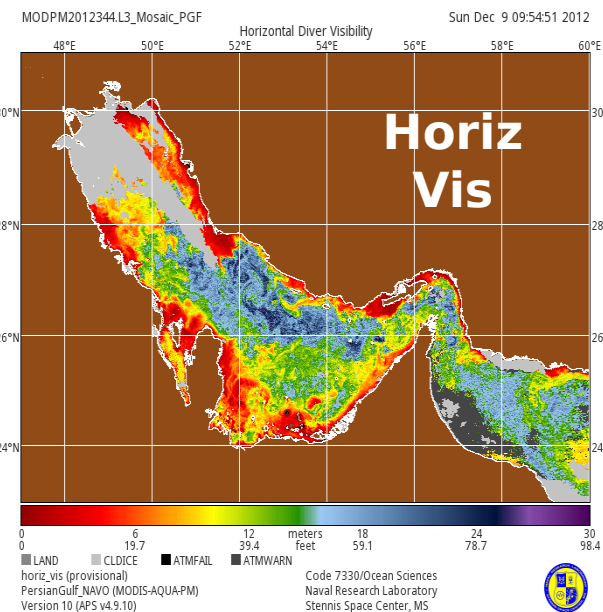 MODPM2012344.L3_Mosaic_PGF Sun Dec 9 09:54:51 2012
Horizontal Diver Visibility
48°E 50°E 52°E 54°E 56°E 58°E 60°E
30°N 30
Horiz
Vis
28°N 28
26°N 26
24°N 24
0 6 12 meters 18 24 30
0 19.7 39.4 feet 59.1 78.7 98.4
LAND CLDICE ATMFAIL ATMWARN
horiz_vis (provisional) Code 7330/Ocean Sciences
PersianGulf_NAVO (MODIS-AQUA-PM) Naval Research Laboratory
Version 10 (APS v4.9.10) Stennis Space Center, MS